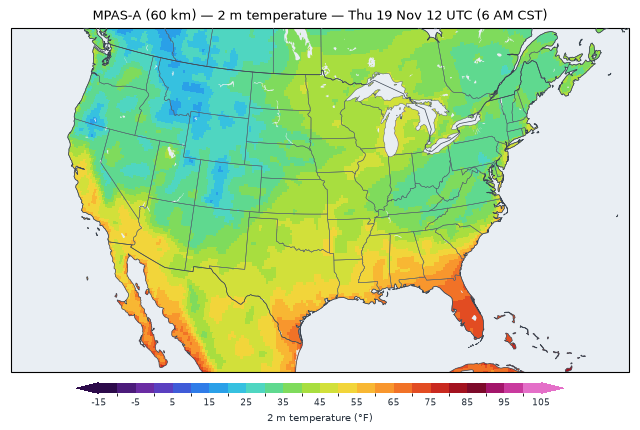 MPAS-A (60 km) — 2 m temperature — Thu 19 Nov 12 UTC (6 AM CST)
-15 -5 5 15 25 35 45 55 65 75 85 95 105
2 m temperature (°F)